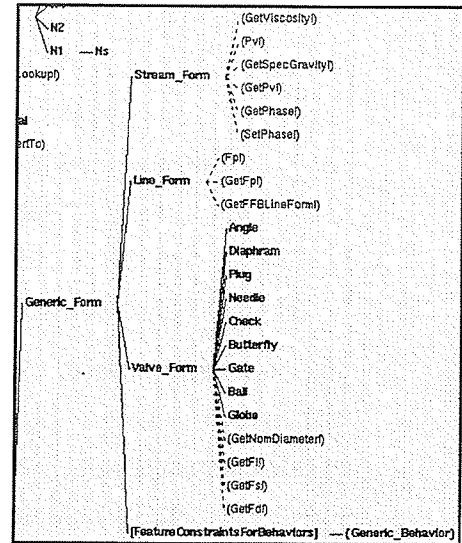 N2
N1 — Ns
Lookup!)
al
ertTo)
Generic_Form
Stream_Form
(GetViscosity!)
(Pv!)
(GetSpecGravity!)
(GetPv!)
(GetPhase!)
(SetPhase!)
Line_Form
(Fp!)
(GetFp!)
(GetFFBLineForm!)
Valve_Form
Angle
Diaphram
Plug
Needle
Check
Butterfly
Gate
Ball
Globe
(GetNomDiameter!)
(GetFl!)
(GetFs!)
(GetFd!)
[FeatureConstraintsForBehaviors] — {Generic_Behavior}